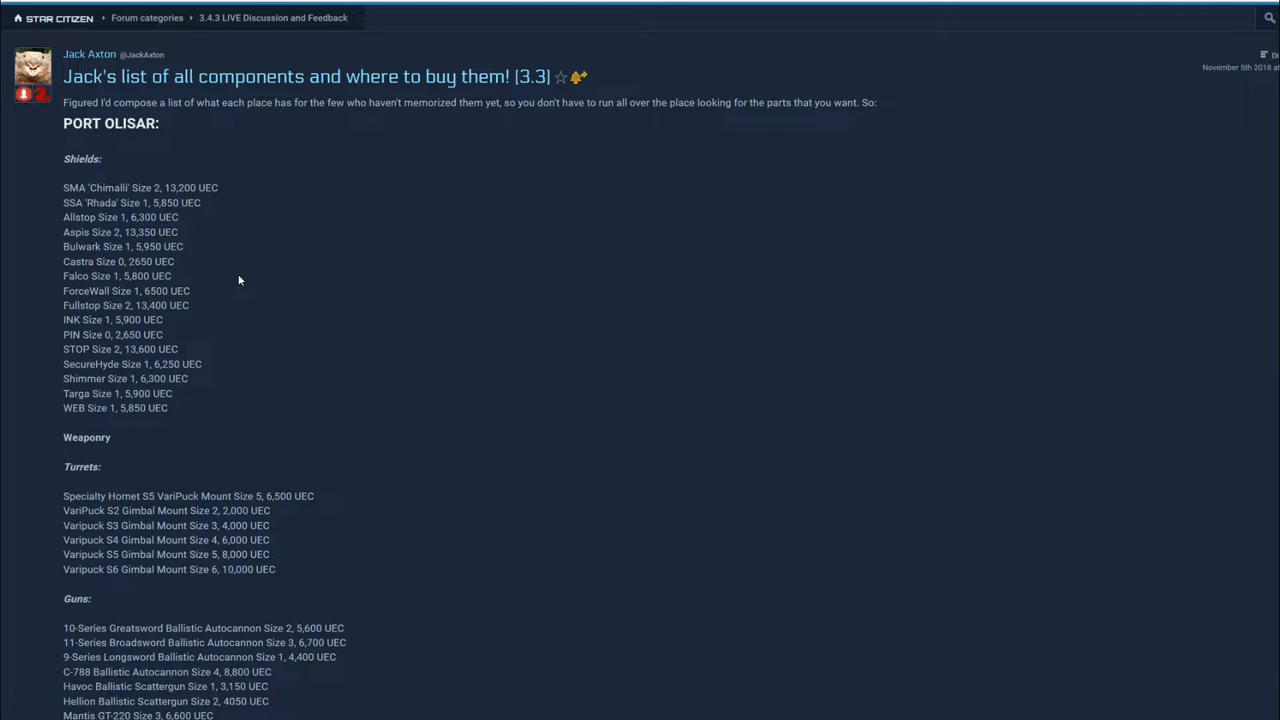 STAR CITIZEN Forum categories 3.4.3 LIVE Discussion and Feedback
Jack Axton @JackAxton
Jack's list of all components and where to buy them! [3.3]
November 5th 2018 at
Figured I'd compose a list of what each place has for the few who haven't memorized them yet, so you don't have to run all over the place looking for the parts that you want. So:
PORT OLISAR:
Shields:
SMA 'Chimalli' Size 2, 13,200 UEC
SSA 'Rhada' Size 1, 5,850 UEC
Allstop Size 1, 6,300 UEC
Aspis Size 2, 13,350 UEC
Bulwark Size 1, 5,950 UEC
Castra Size 0, 2650 UEC
Falco Size 1, 5,800 UEC
ForceWall Size 1, 6500 UEC
Fullstop Size 2, 13,400 UEC
INK Size 1, 5,900 UEC
PIN Size 0, 2,650 UEC
STOP Size 2, 13,600 UEC
SecureHyde Size 1, 6,250 UEC
Shimmer Size 1, 6,300 UEC
Targa Size 1, 5,900 UEC
WEB Size 1, 5,850 UEC
Weaponry
Turrets:
Specialty Hornet S5 VariPuck Mount Size 5, 6,500 UEC
VariPuck S2 Gimbal Mount Size 2, 2,000 UEC
Varipuck S3 Gimbal Mount Size 3, 4,000 UEC
Varipuck S4 Gimbal Mount Size 4, 6,000 UEC
Varipuck S5 Gimbal Mount Size 5, 8,000 UEC
Varipuck S6 Gimbal Mount Size 6, 10,000 UEC
Guns:
10-Series Greatsword Ballistic Autocannon Size 2, 5,600 UEC
11-Series Broadsword Ballistic Autocannon Size 3, 6,700 UEC
9-Series Longsword Ballistic Autocannon Size 1, 4,400 UEC
C-788 Ballistic Autocannon Size 4, 8,800 UEC
Havoc Ballistic Scattergun Size 1, 3,150 UEC
Hellion Ballistic Scattergun Size 2, 4050 UEC
Mantis GT-220 Size 3, 6,600 UEC